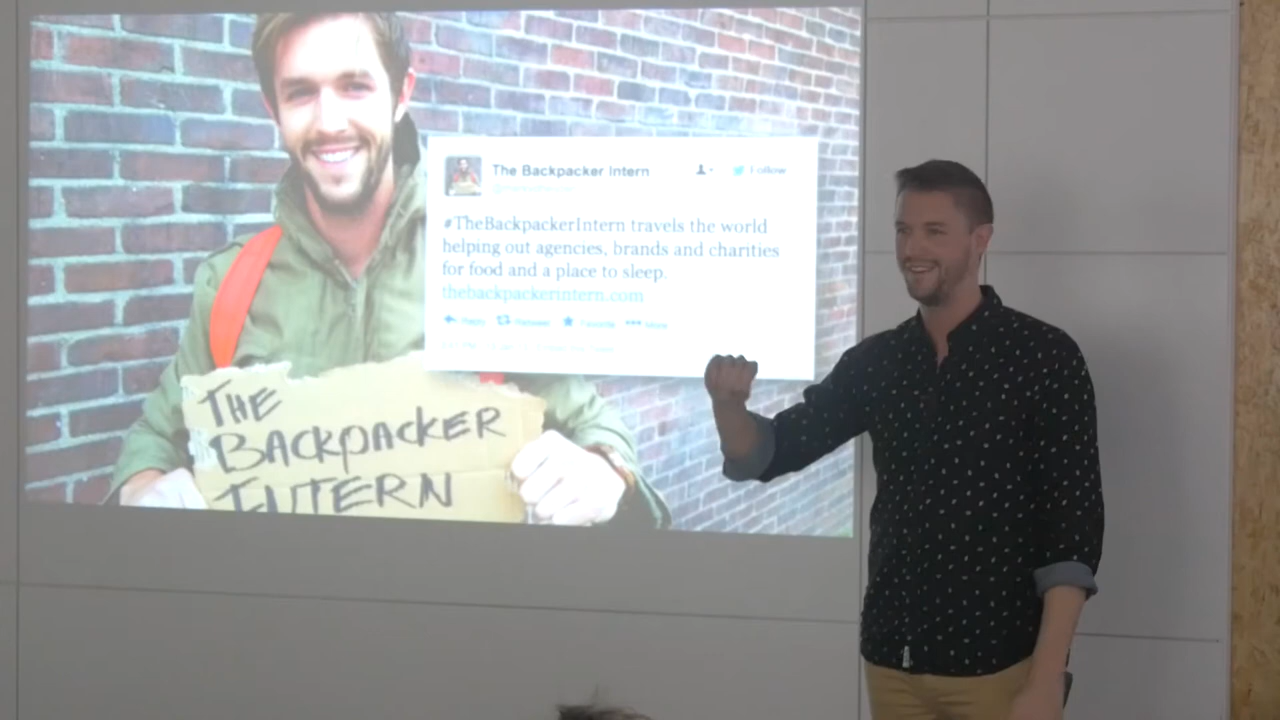 The Backpacker Intern
Follow
#TheBackpackerIntern travels the world
helping out agencies, brands and charities
for food and a place to sleep.
thebackpackerintern.com
Reply Retweet Favorite More
THE
BACKPACKER
INTERN